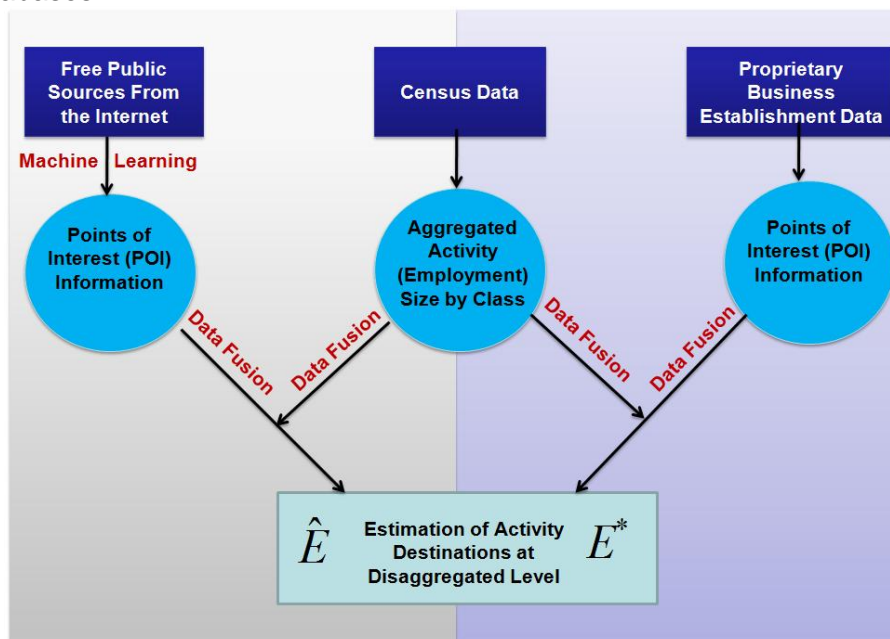 Free Public
Sources From
the Internet
Census Data
Proprietary
Business
Establishment Data
Machine Learning
Points of
Interest (POI)
Information
Aggregated
Activity
(Employment)
Size by Class
Points of
Interest (POI)
Information
Data Fusion
Data Fusion
Data Fusion
Data Fusion
Ê
Estimation of Activity
Destinations at
Disaggregated Level
E*